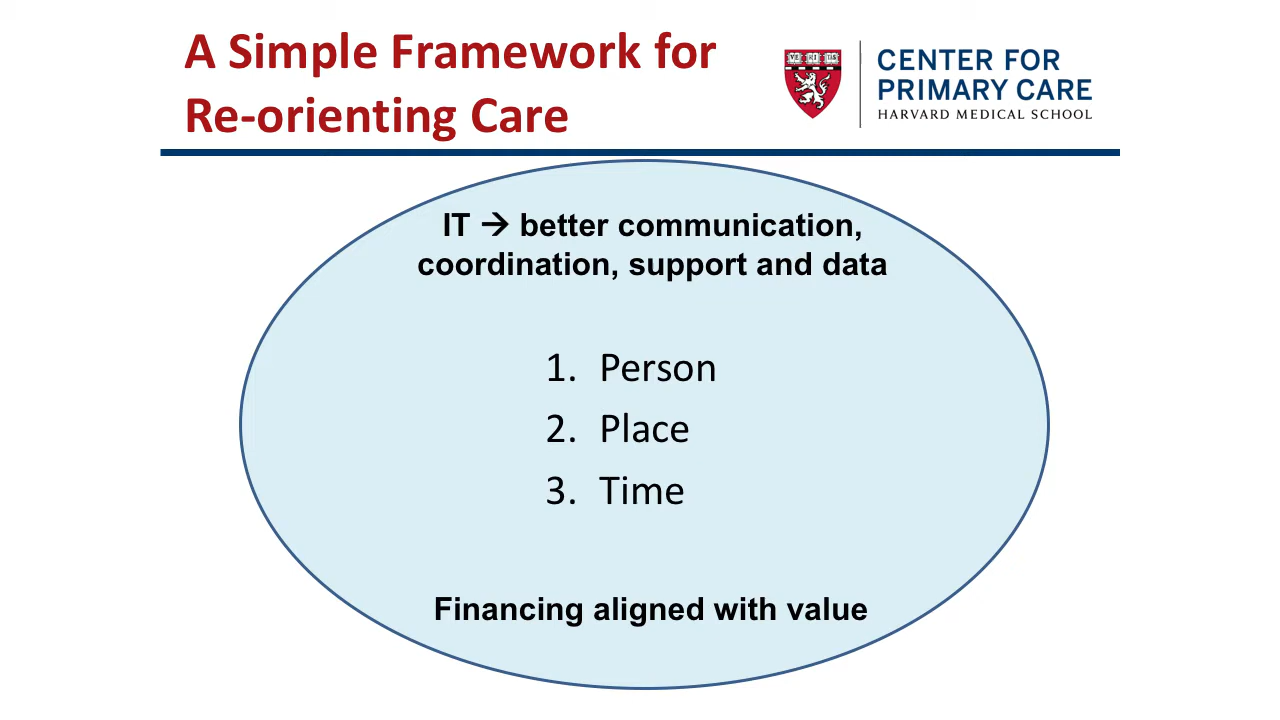 A Simple Framework for
Re-orienting Care
CENTER FOR
PRIMARY CARE
HARVARD MEDICAL SCHOOL
IT → better communication,
coordination, support and data
1. Person
2. Place
3. Time
Financing aligned with value